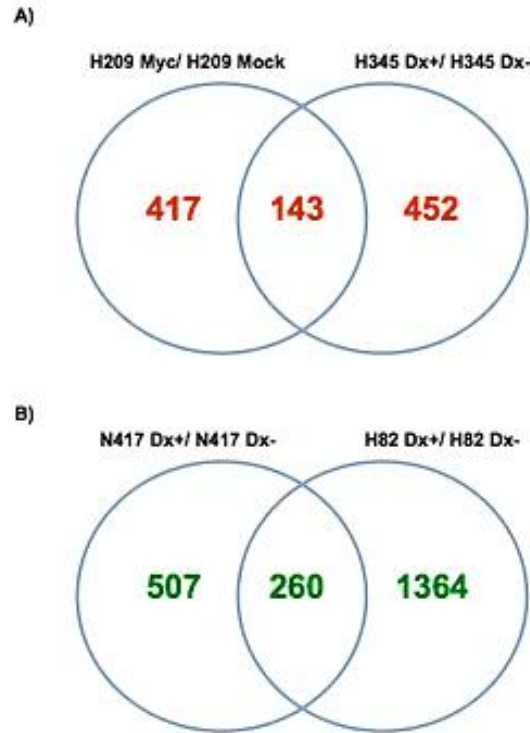 A)
H209 Myc/ H209 Mock H345 Dx+/ H345 Dx-
417 143 452
B)
N417 Dx+/ N417 Dx- H82 Dx+/ H82 Dx-
507 260 1364